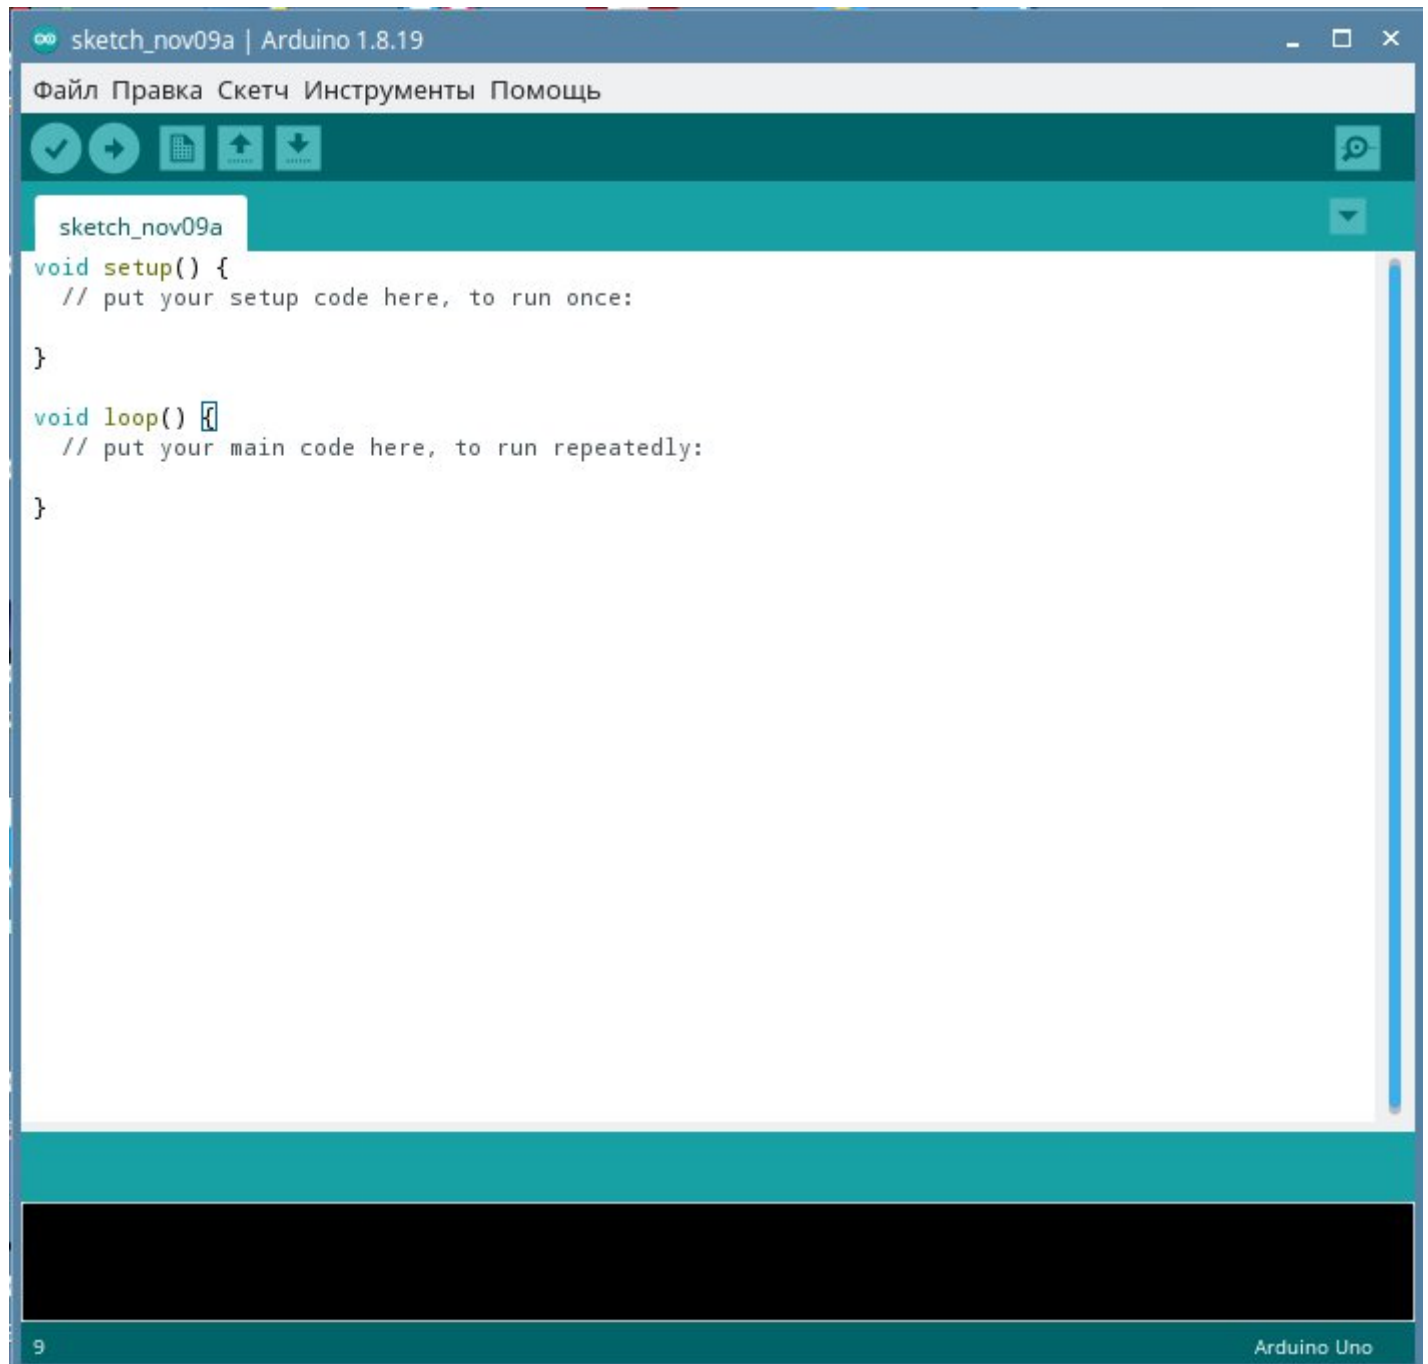 sketch_nov09a | Arduino 1.8.19
Файл Правка Скетч Инструменты Помощь
sketch_nov09a
void setup() {
  // put your setup code here, to run once:
}
void loop() {
  // put your main code here, to run repeatedly:
}
9
Arduino Uno